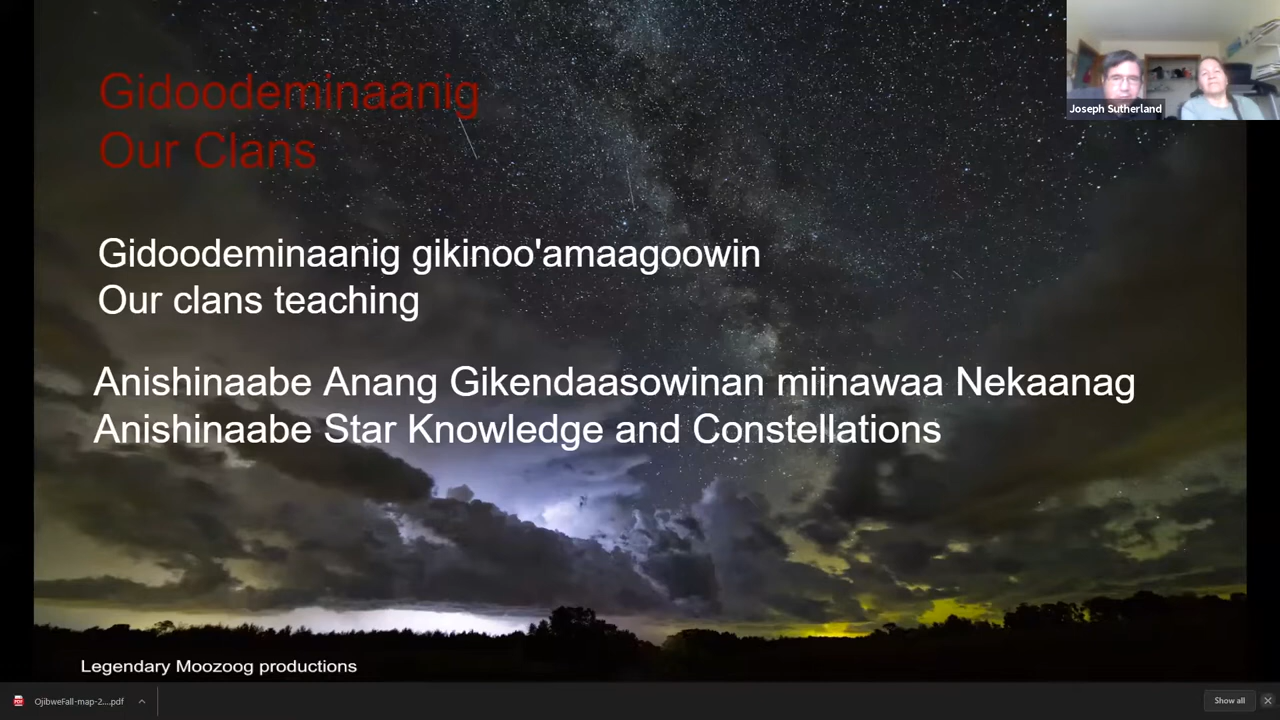 Gidoodeminaanig
Our Clans
Joseph Sutherland
Gidoodeminaanig gikinoo'amaagoowin
Our clans teaching
Anishinaabe Anang Gikendaasowinan miinawaa Nekaanag
Anishinaabe Star Knowledge and Constellations
Legendary Moozoog productions
OjibweFall-map-2....pdf
Show all